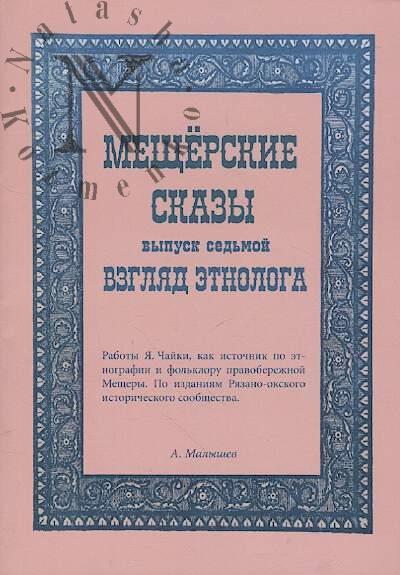 МЕЩЁРСКИЕ
СКАЗЫ
ВЫПУСК СЕДЬМОЙ
ВЗГЛЯД ЭТНОЛОГА
Работы Я. Чайки, как источник по эт-
нографии и фольклору правобережной
Мещеры. По изданиям Рязано-окского
исторического сообщества.
А. Малышев